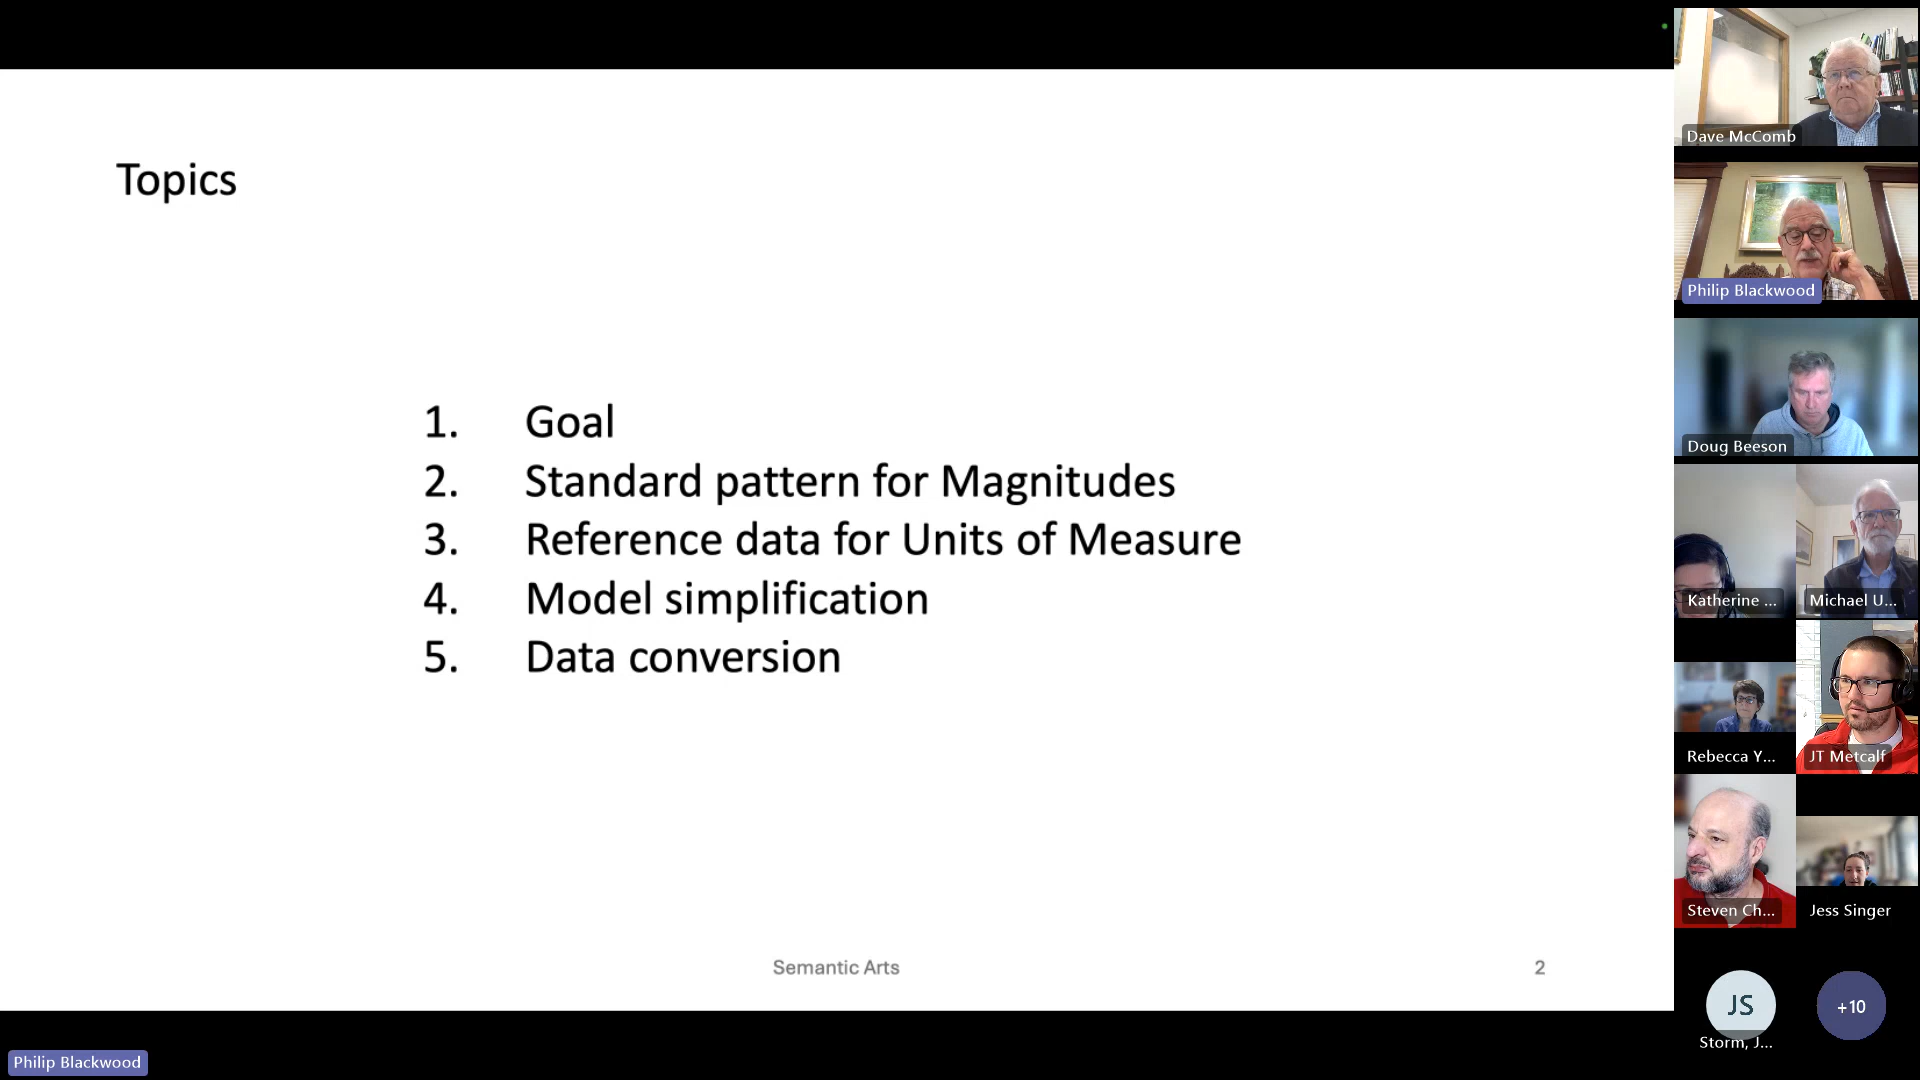 Topics
1. Goal
2. Standard pattern for Magnitudes
3. Reference data for Units of Measure
4. Model simplification
5. Data conversion
Semantic Arts
2
Philip Blackwood
Dave McComb
Philip Blackwood
Doug Beeson
Katherine ...
Michael U...
Rebecca Y...
JT Metcalf
Steven Ch...
Jess Singer
JS
Storm, J...
+10